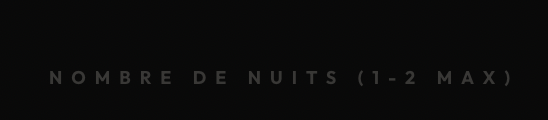 NOMBRE DE NUITS (1-2 MAX)